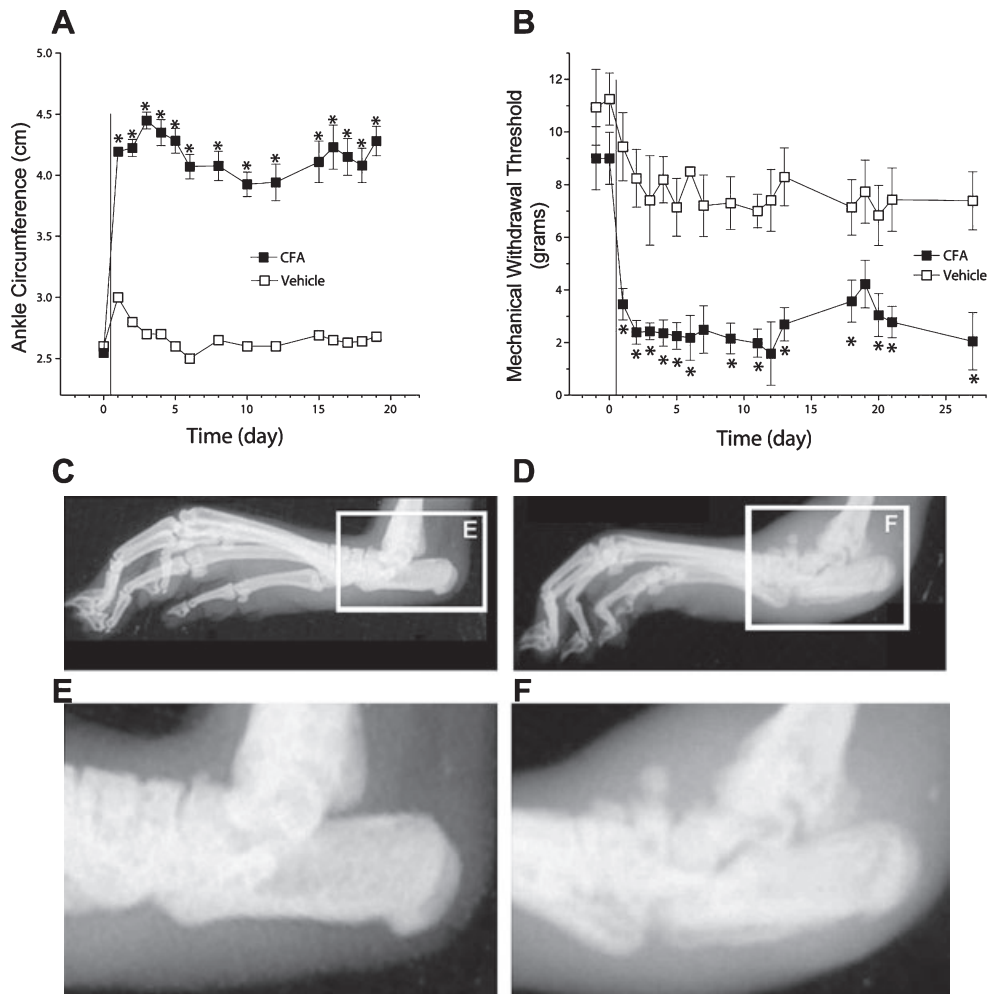 A
5.0
4.5
4.0
3.5
3.0
2.5
Ankle Circumference (cm)
* * * * * * * * * * * * * *
CFA
Vehicle
0 5 10 15 20
Time (day)
B
12
10
8
6
4
2
0
Mechanical Withdrawal Threshold
(grams)
CFA
Vehicle
* * * * * * * * * * * * *
0 5 10 15 20 25
Time (day)
C
E
D
F
E
F